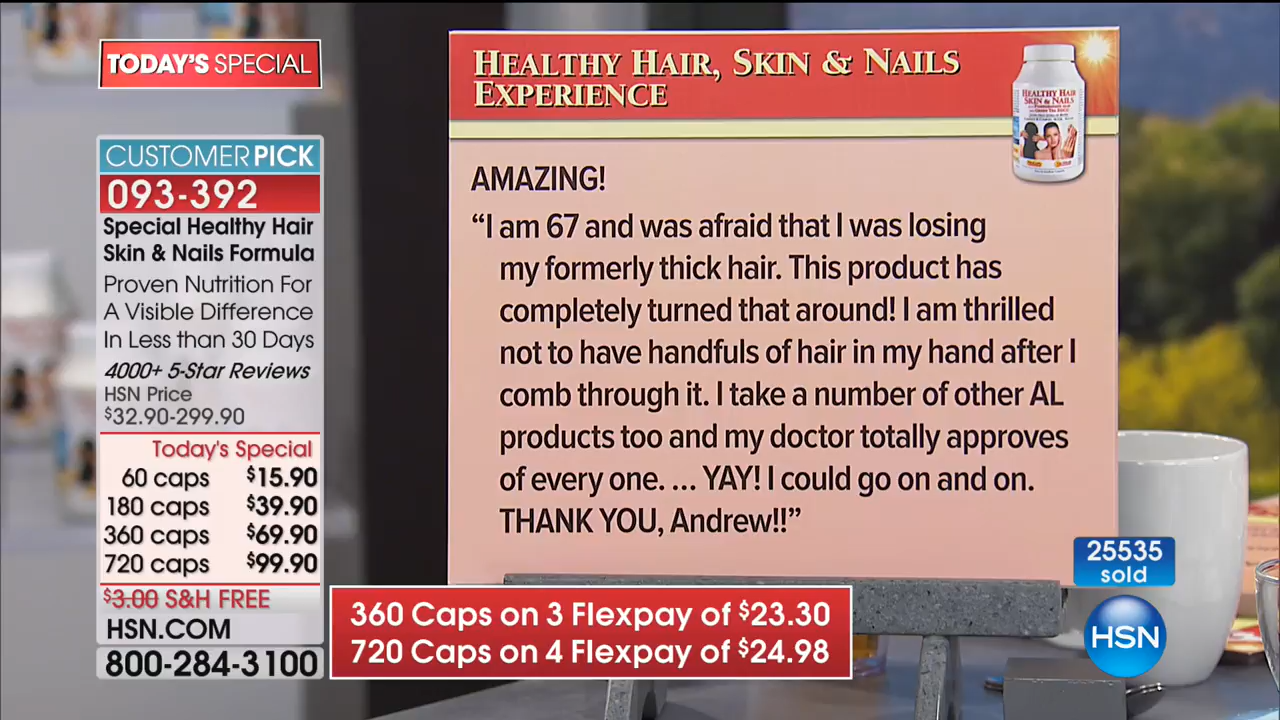 TODAY'S SPECIAL
CUSTOMER PICK
093-392
Special Healthy Hair
Skin & Nails Formula
Proven Nutrition For
A Visible Difference
In Less than 30 Days
4000+ 5-Star Reviews
HSN Price
$32.90-299.90
Today's Special
60 caps $15.90
180 caps $39.90
360 caps $69.90
720 caps $99.90
$3.00 S&H FREE
HSN.COM
800-284-3100
HEALTHY HAIR, SKIN & NAILS
EXPERIENCE
HEALTHY HAIR
SKIN & NAILS
AMAZING!
“I am 67 and was afraid that I was losing
my formerly thick hair. This product has
completely turned that around! I am thrilled
not to have handfuls of hair in my hand after I
comb through it. I take a number of other AL
products too and my doctor totally approves
of every one. ... YAY! I could go on and on.
THANK YOU, Andrew!!”
360 Caps on 3 Flexpay of $23.30
720 Caps on 4 Flexpay of $24.98
25535
sold
HSN